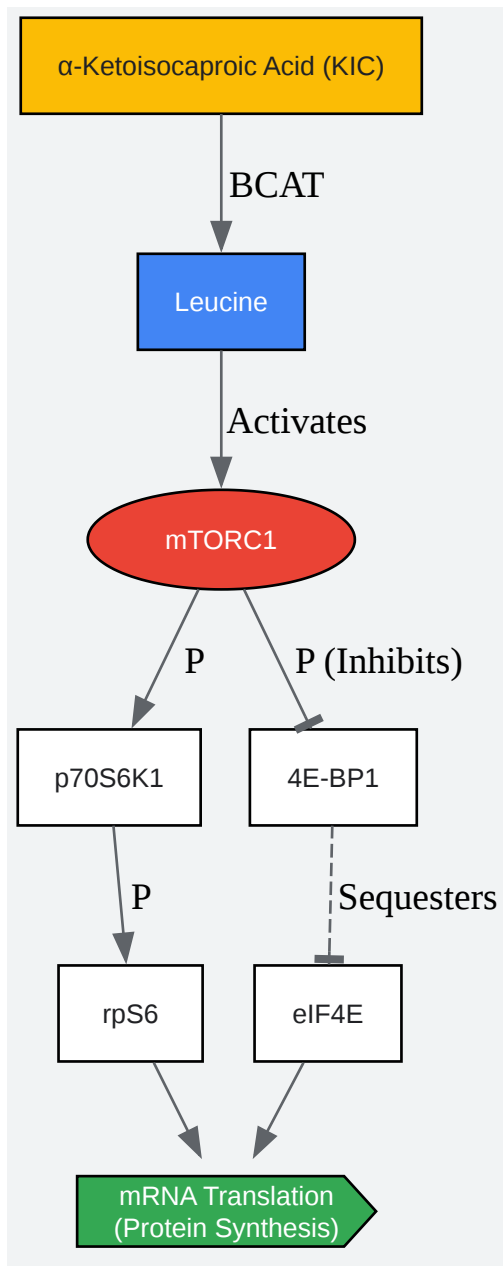 α-Ketoisocaproic Acid (KIC)
BCAT
Leucine
Activates
mTORC1
P
P (Inhibits)
p70S6K1
4E-BP1
P
Sequesters
rpS6
eIF4E
mRNA Translation
(Protein Synthesis)